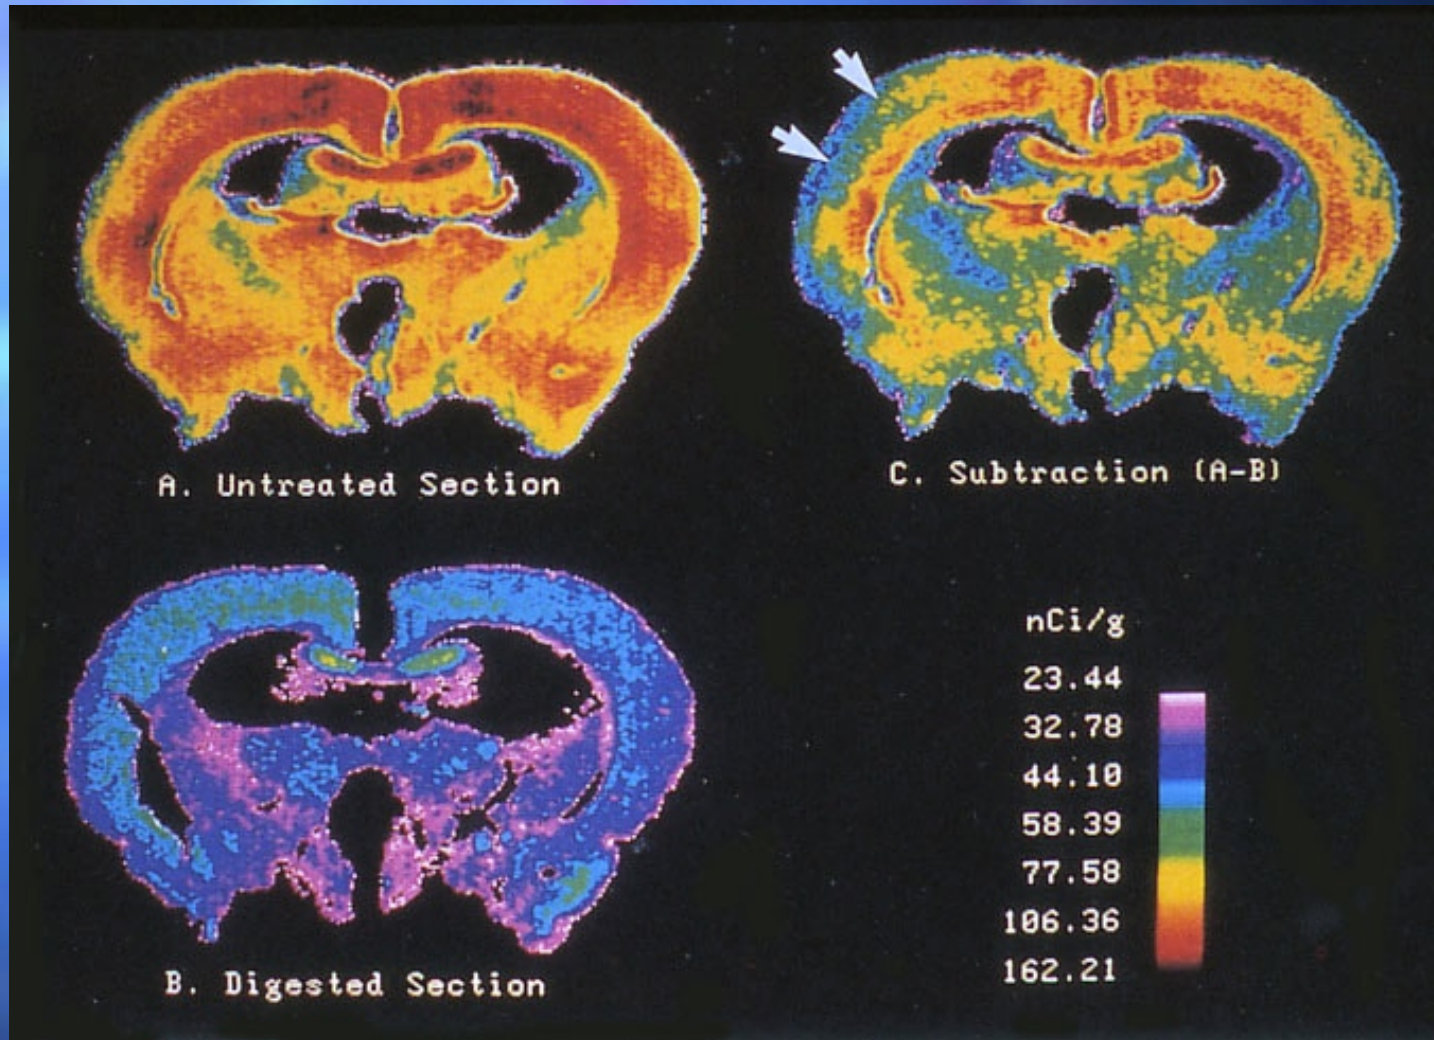 A. Untreated Section
C. Subtraction (A-B)
B. Digested Section
nCi/g
23.44
32.78
44.10
58.39
77.58
106.36
162.21